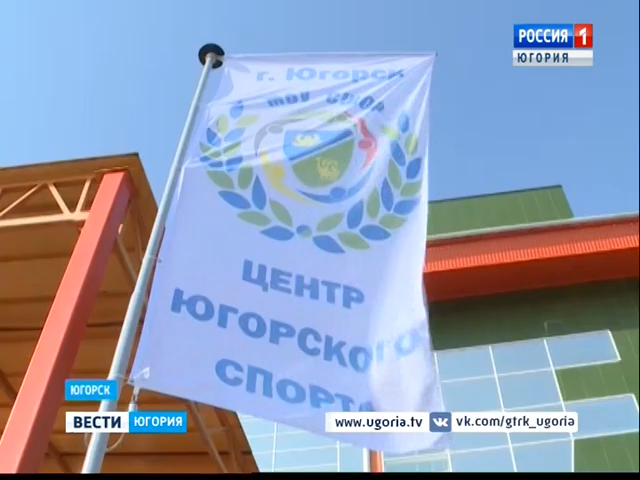 РОССИЯ 1
ЮГОРИЯ
г. Югорск
ЦЕНТР
ЮГОРСКОГО
СПОРТА
ЮГОРСК
ВЕСТИ ЮГОРИЯ
www.ugoria.tv vk.com/gtrk_ugoria